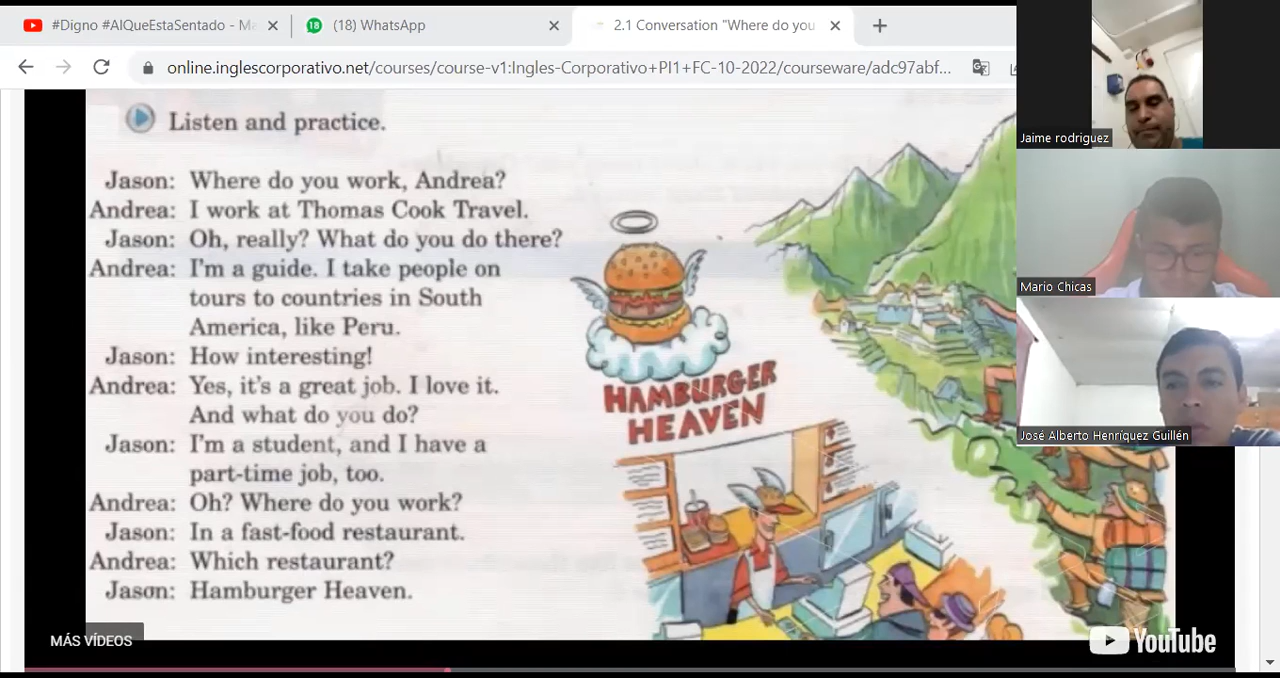 #Digno #AlQueEstaSentado - Ma
18
(18) WhatsApp
2.1 Conversation "Where do you
online.inglescorporativo.net/courses/course-v1:Ingles-Corporativo+PI1+FC-10-2022/courseware/adc97abf...
Listen and practice.
Jason: Where do you work, Andrea?
Andrea: I work at Thomas Cook Travel.
Jason: Oh, really? What do you do there?
Andrea: I'm a guide. I take people on
tours to countries in South
America, like Peru.
Jason: How interesting!
Andrea: Yes, it's a great job. I love it.
And what do you do?
Jason: I'm a student, and I have a
part-time job, too.
Andrea: Oh? Where do you work?
Jason: In a fast-food restaurant.
Andrea: Which restaurant?
Jason: Hamburger Heaven.
HAMBURGER
HEAVEN
MÁS VÍDEOS
YouTube
Jaime rodriguez
Mario Chicas
José Alberto Henríquez Guillén